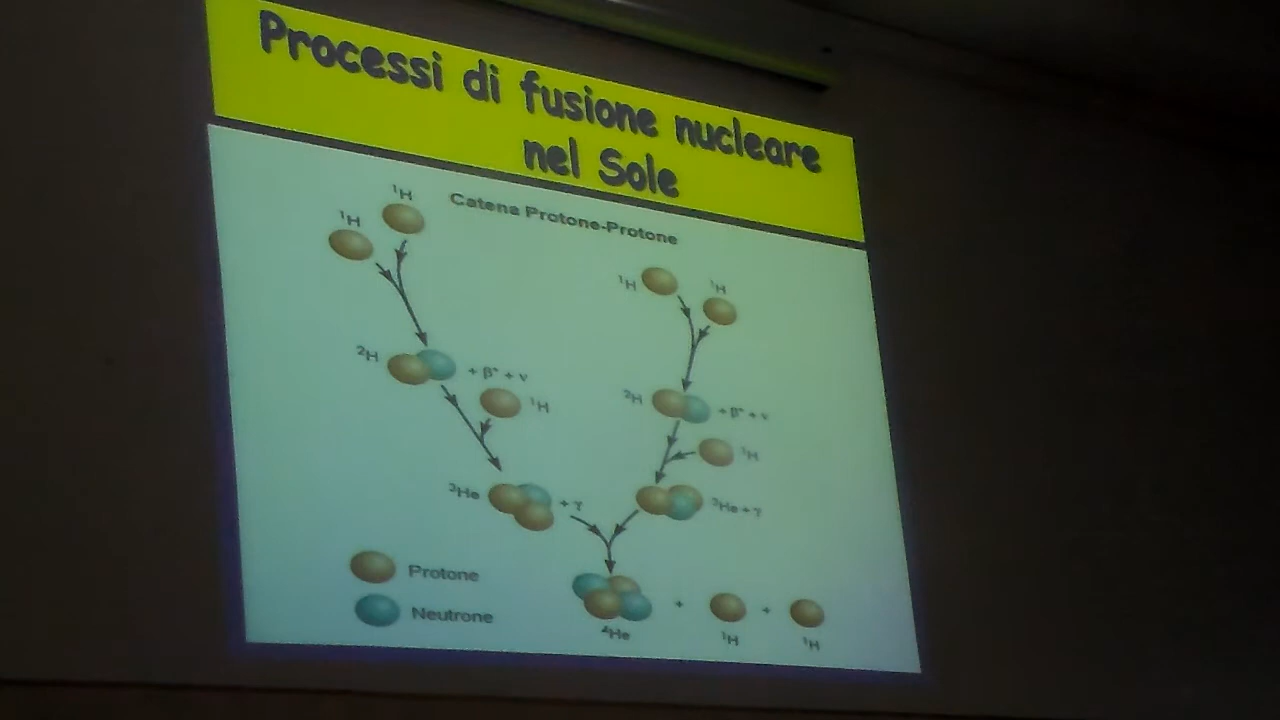 Processi di fusione nucleare
nel Sole
Catena Protone-Protone
¹H
¹H
¹H
¹H
²H
+ β⁺ + ν
¹H
²H
+ β⁺ + ν
¹H
³He
+ γ
³He + γ
Protone
Neutrone
⁴He
+
¹H
+
¹H